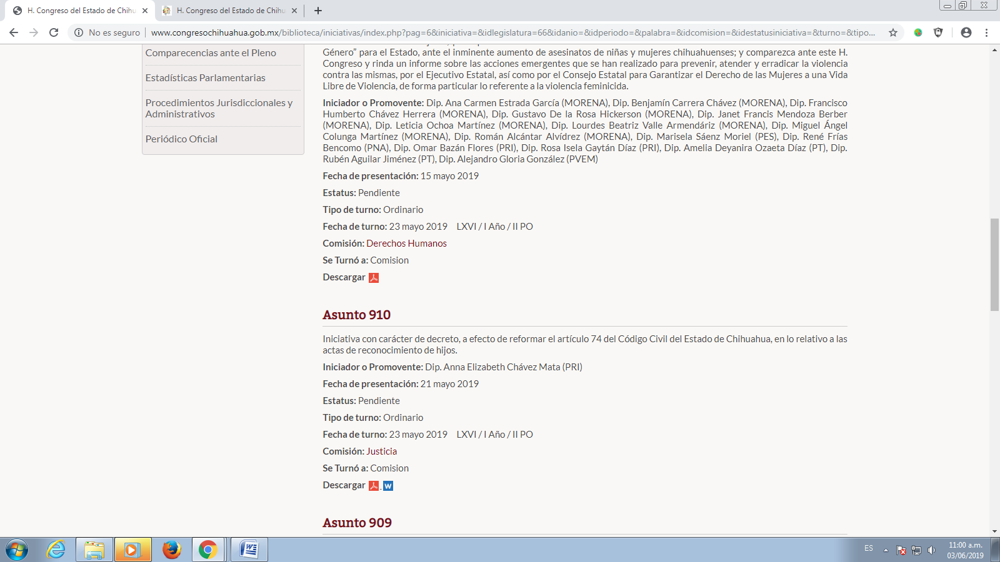 H. Congreso del Estado de Chihu
H. Congreso del Estado de Chihu
No es seguro
www.congresochihuahua.gob.mx/biblioteca/iniciativas/index.php?pag=6&iniciativa=&idlegislatura=66&idanio=&idperiodo=&palabra=&idcomision=&idestatusiniciativa=&turno=&tipo...
Comparecencias ante el Pleno
Estadísticas Parlamentarias
Procedimientos Jurisdiccionales y
Administrativos
Periódico Oficial
Género” para el Estado, ante el inminente aumento de asesinatos de niñas y mujeres chihuahuenses; y comparezca ante este H.
Congreso y rinda un informe sobre las acciones emergentes que se han realizado para prevenir, atender y erradicar la violencia
contra las mismas, por el Ejecutivo Estatal, así como por el Consejo Estatal para Garantizar el Derecho de las Mujeres a una Vida
Libre de Violencia, de forma particular lo referente a la violencia feminicida.
Iniciador o Promovente: Dip. Ana Carmen Estrada García (MORENA), Dip. Benjamín Carrera Chávez (MORENA), Dip. Francisco
Humberto Chávez Herrera (MORENA), Dip. Gustavo De la Rosa Hickerson (MORENA), Dip. Janet Francis Mendoza Berber
(MORENA), Dip. Leticia Ochoa Martínez (MORENA), Dip. Lourdes Beatriz Valle Armendáriz (MORENA), Dip. Miguel Ángel
Colunga Martínez (MORENA), Dip. Román Alcántar Alvídrez (MORENA), Dip. Marisela Sáenz Moriel (PES), Dip. René Frías
Bencomo (PNA), Dip. Omar Bazán Flores (PRI), Dip. Rosa Isela Gaytán Díaz (PRI), Dip. Amelia Deyanira Ozaeta Díaz (PT), Dip.
Rubén Aguilar Jiménez (PT), Dip. Alejandro Gloria González (PVEM)
Fecha de presentación: 15 mayo 2019
Estatus: Pendiente
Tipo de turno: Ordinario
Fecha de turno: 23 mayo 2019 LXVI / I Año / II PO
Comisión: Derechos Humanos
Se Turnó a: Comision
Descargar
Asunto 910
Iniciativa con carácter de decreto, a efecto de reformar el artículo 74 del Código Civil del Estado de Chihuahua, en lo relativo a las
actas de reconocimiento de hijos.
Iniciador o Promovente: Dip. Anna Elizabeth Chávez Mata (PRI)
Fecha de presentación: 21 mayo 2019
Estatus: Pendiente
Tipo de turno: Ordinario
Fecha de turno: 23 mayo 2019 LXVI / I Año / II PO
Comisión: Justicia
Se Turnó a: Comision
Descargar
Asunto 909
ES
11:00 a.m.
03/06/2019